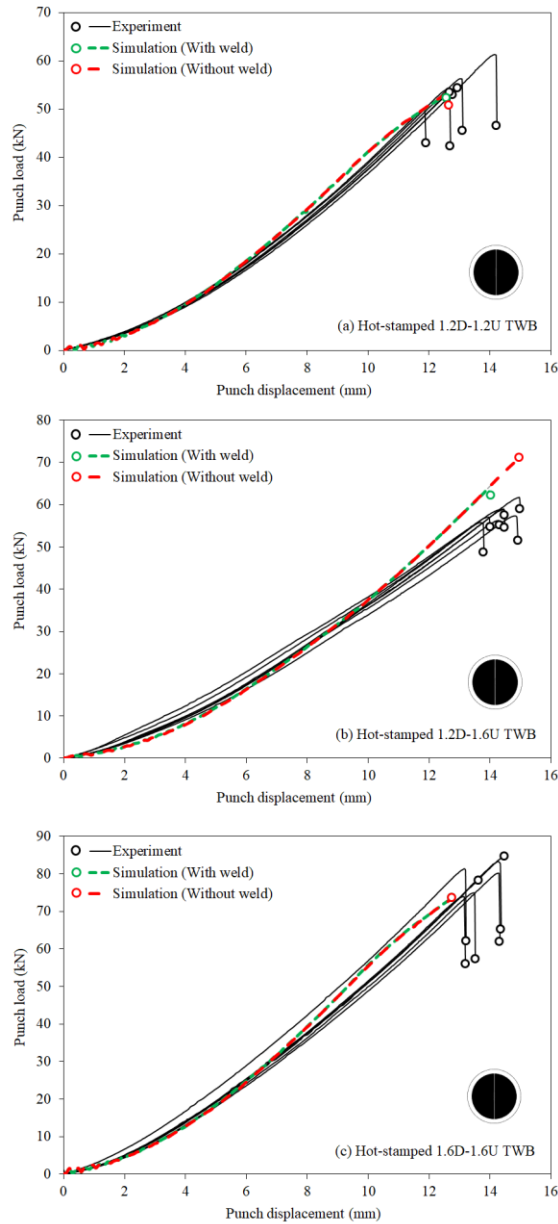 70
Experiment
60
Simulation (With weld)
Simulation (Without weld)
50
40
Punch load (kN)
30
20
10
(a) Hot-stamped 1.2D-1.2U TWB
0
0 2 4 6 8 10 12 14 16
Punch displacement (mm)
80
Experiment
70
Simulation (With weld)
Simulation (Without weld)
60
50
Punch load (kN)
40
30
20
10
(b) Hot-stamped 1.2D-1.6U TWB
0
0 2 4 6 8 10 12 14 16
Punch displacement (mm)
90
Experiment
80
Simulation (With weld)
Simulation (Without weld)
70
60
50
Punch load (kN)
40
30
20
10
(c) Hot-stamped 1.6D-1.6U TWB
0
0 2 4 6 8 10 12 14 16
Punch displacement (mm)